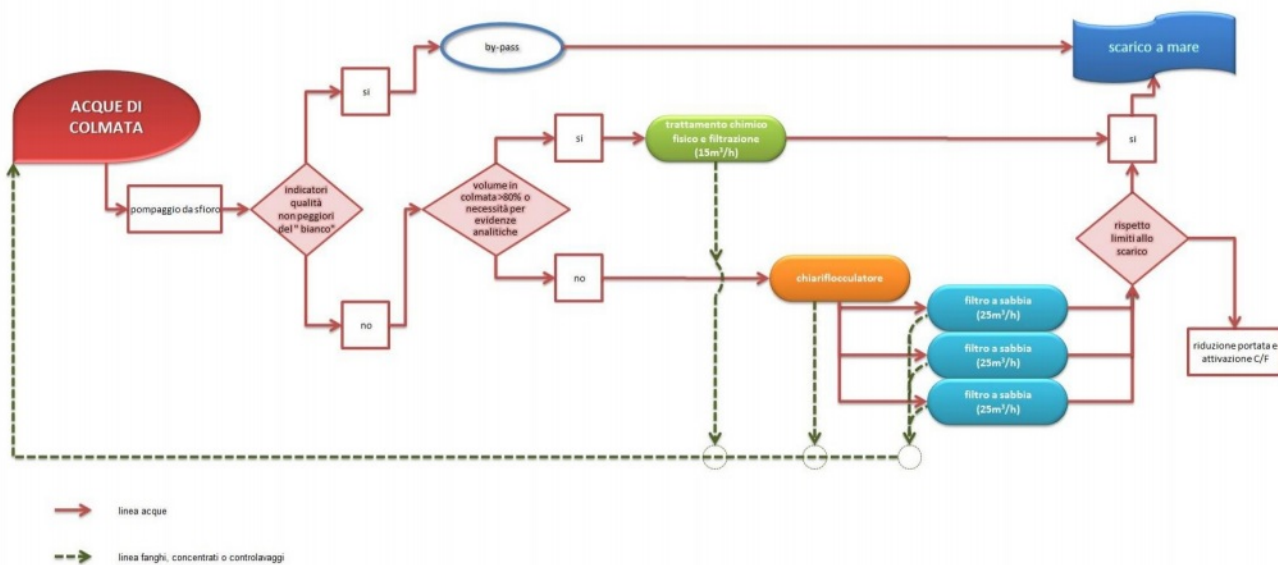 by-pass
scarico a mare
ACQUE DI
COLMATA
si
trattamento chimico
fisico e filtrazione
(15m³/h)
si
si
pompaggio da sfioro
indicatori
qualità
non peggiori
del " bianco"
volume in
colmata >80% o
necessità per
evidenze
analitiche
rispetto
limiti allo
scarico
no
chiariflocculatore
no
filtro a sabbia
(25m³/h)
filtro a sabbia
(25m³/h)
filtro a sabbia
(25m³/h)
riduzione portata e
attivazione C/F
linea acque
linea fanghi, concentrati o controlavaggi